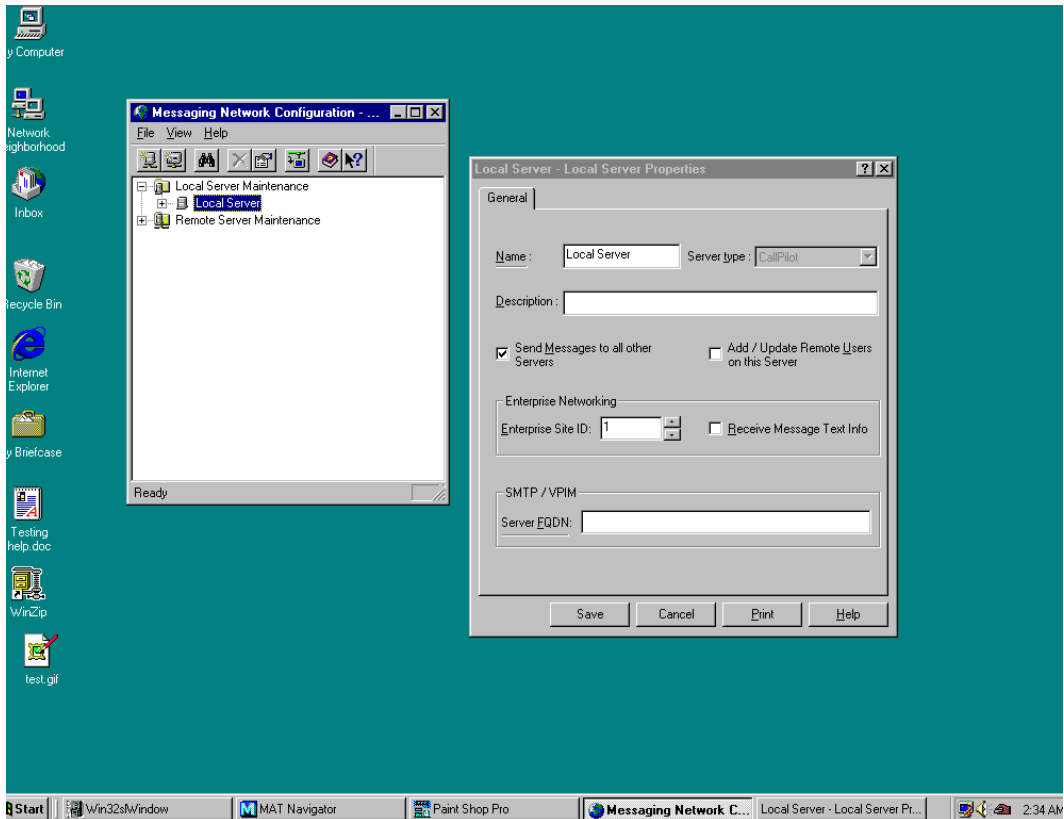 y Computer
Network
eighborhood
Inbox
ecycle Bin
Internet
Explorer
y Briefcase
Testing
help.doc
WinZip
test.gif
Messaging Network Configuration - ...
File View Help
Local Server Maintenance
Local Server
Remote Server Maintenance
Ready
Local Server - Local Server Properties
General
Name : Local Server Server type : CallPilot
Description :
Send Messages to all other
Servers
Add / Update Remote Users
on this Server
Enterprise Networking
Enterprise Site ID: 1 Receive Message Text Info
SMTP / VPIM
Server FQDN:
Save Cancel Print Help
Start Win32slWindow MAT Navigator Paint Shop Pro Messaging Network C... Local Server - Local Server Pr... 2:34 AM